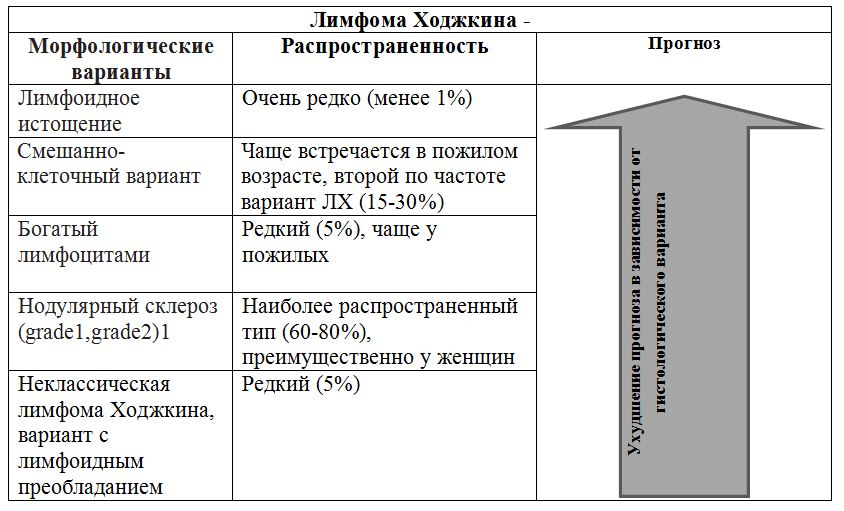 Лимфома Ходжкина -
Морфологические
варианты
Распространенность
Прогноз
Лимфоидное
истощение
Очень редко (менее 1%)
Смешанно-
клеточный вариант
Чаще встречается в пожилом
возрасте, второй по частоте
вариант ЛХ (15-30%)
Богатый
лимфоцитами
Редкий (5%), чаще у
пожилых
Нодулярный склероз
(grade1,grade2)1
Наиболее распространенный
тип (60-80%),
преимущественно у женщин
Неклассическая
лимфома Ходжкина,
вариант с
лимфоидным
преобладанием
Редкий (5%)
Ухудшение прогноза в зависимости от
гистологического варианта